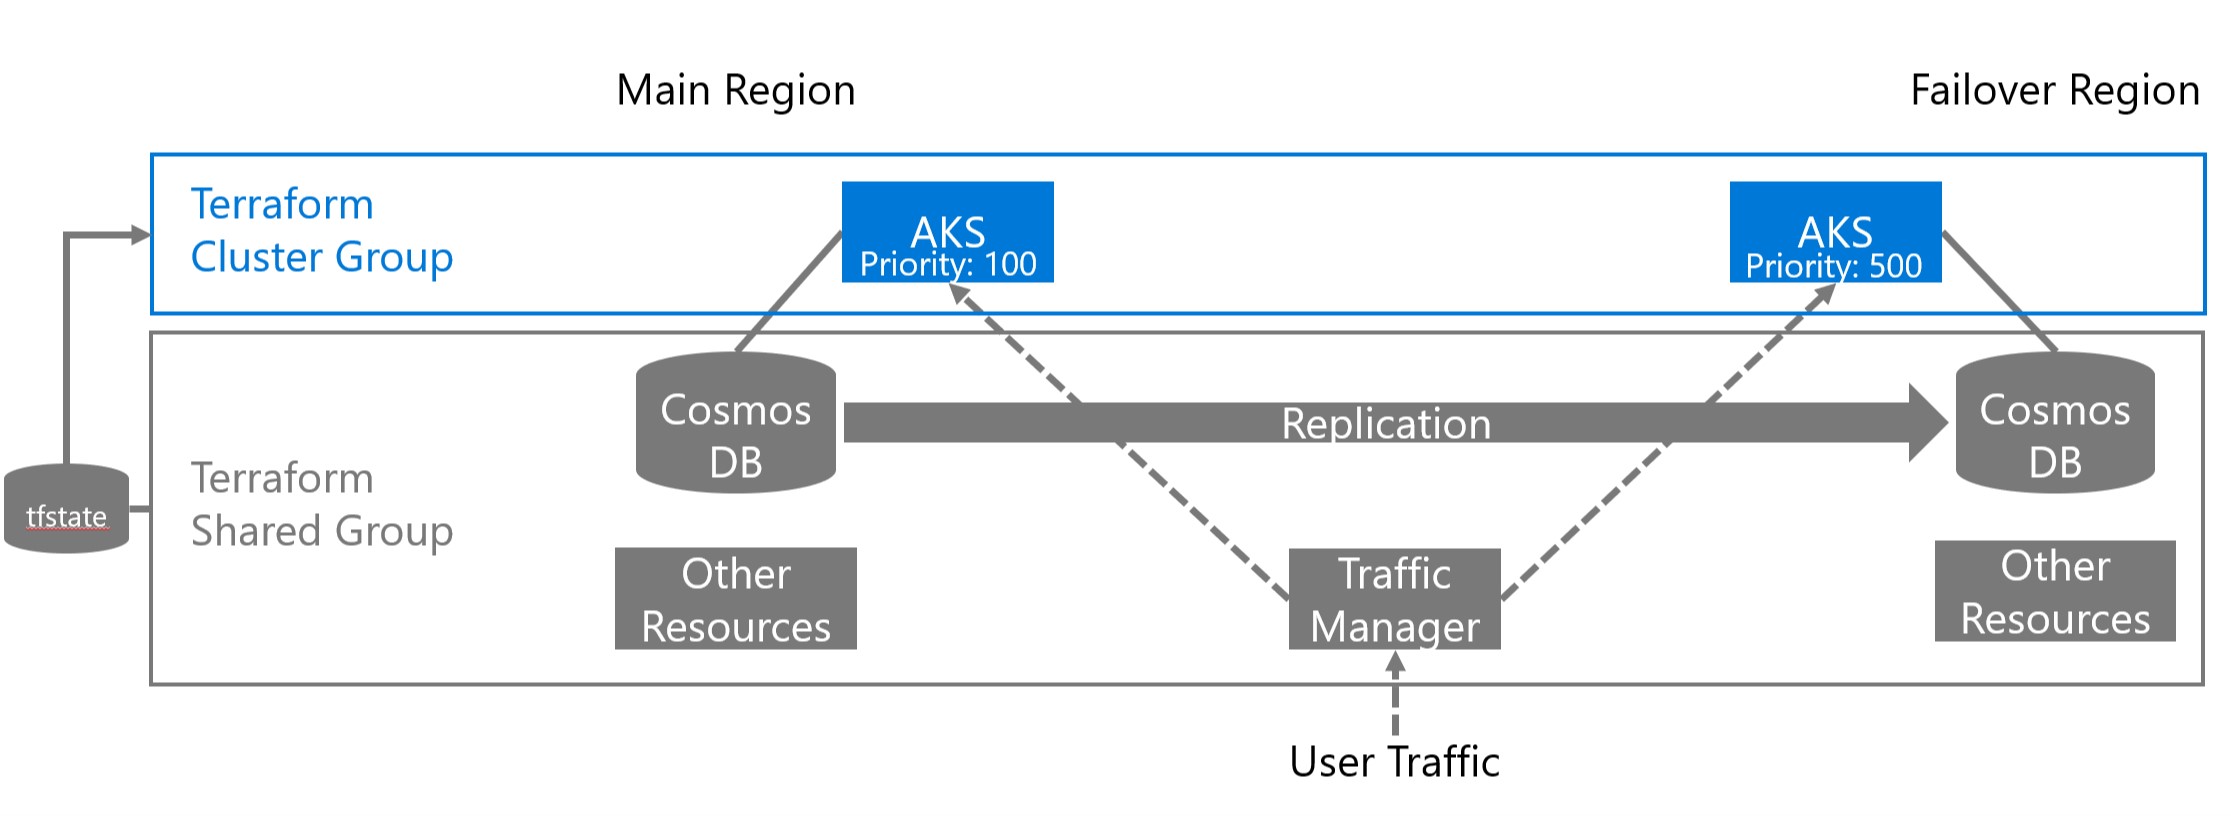 Main Region
Failover Region
Terraform
Cluster Group
AKS
Priority: 100
AKS
Priority: 500
Cosmos
DB
Replication
Cosmos
DB
tfstate
Terraform
Shared Group
Other
Resources
Traffic
Manager
Other
Resources
User Traffic